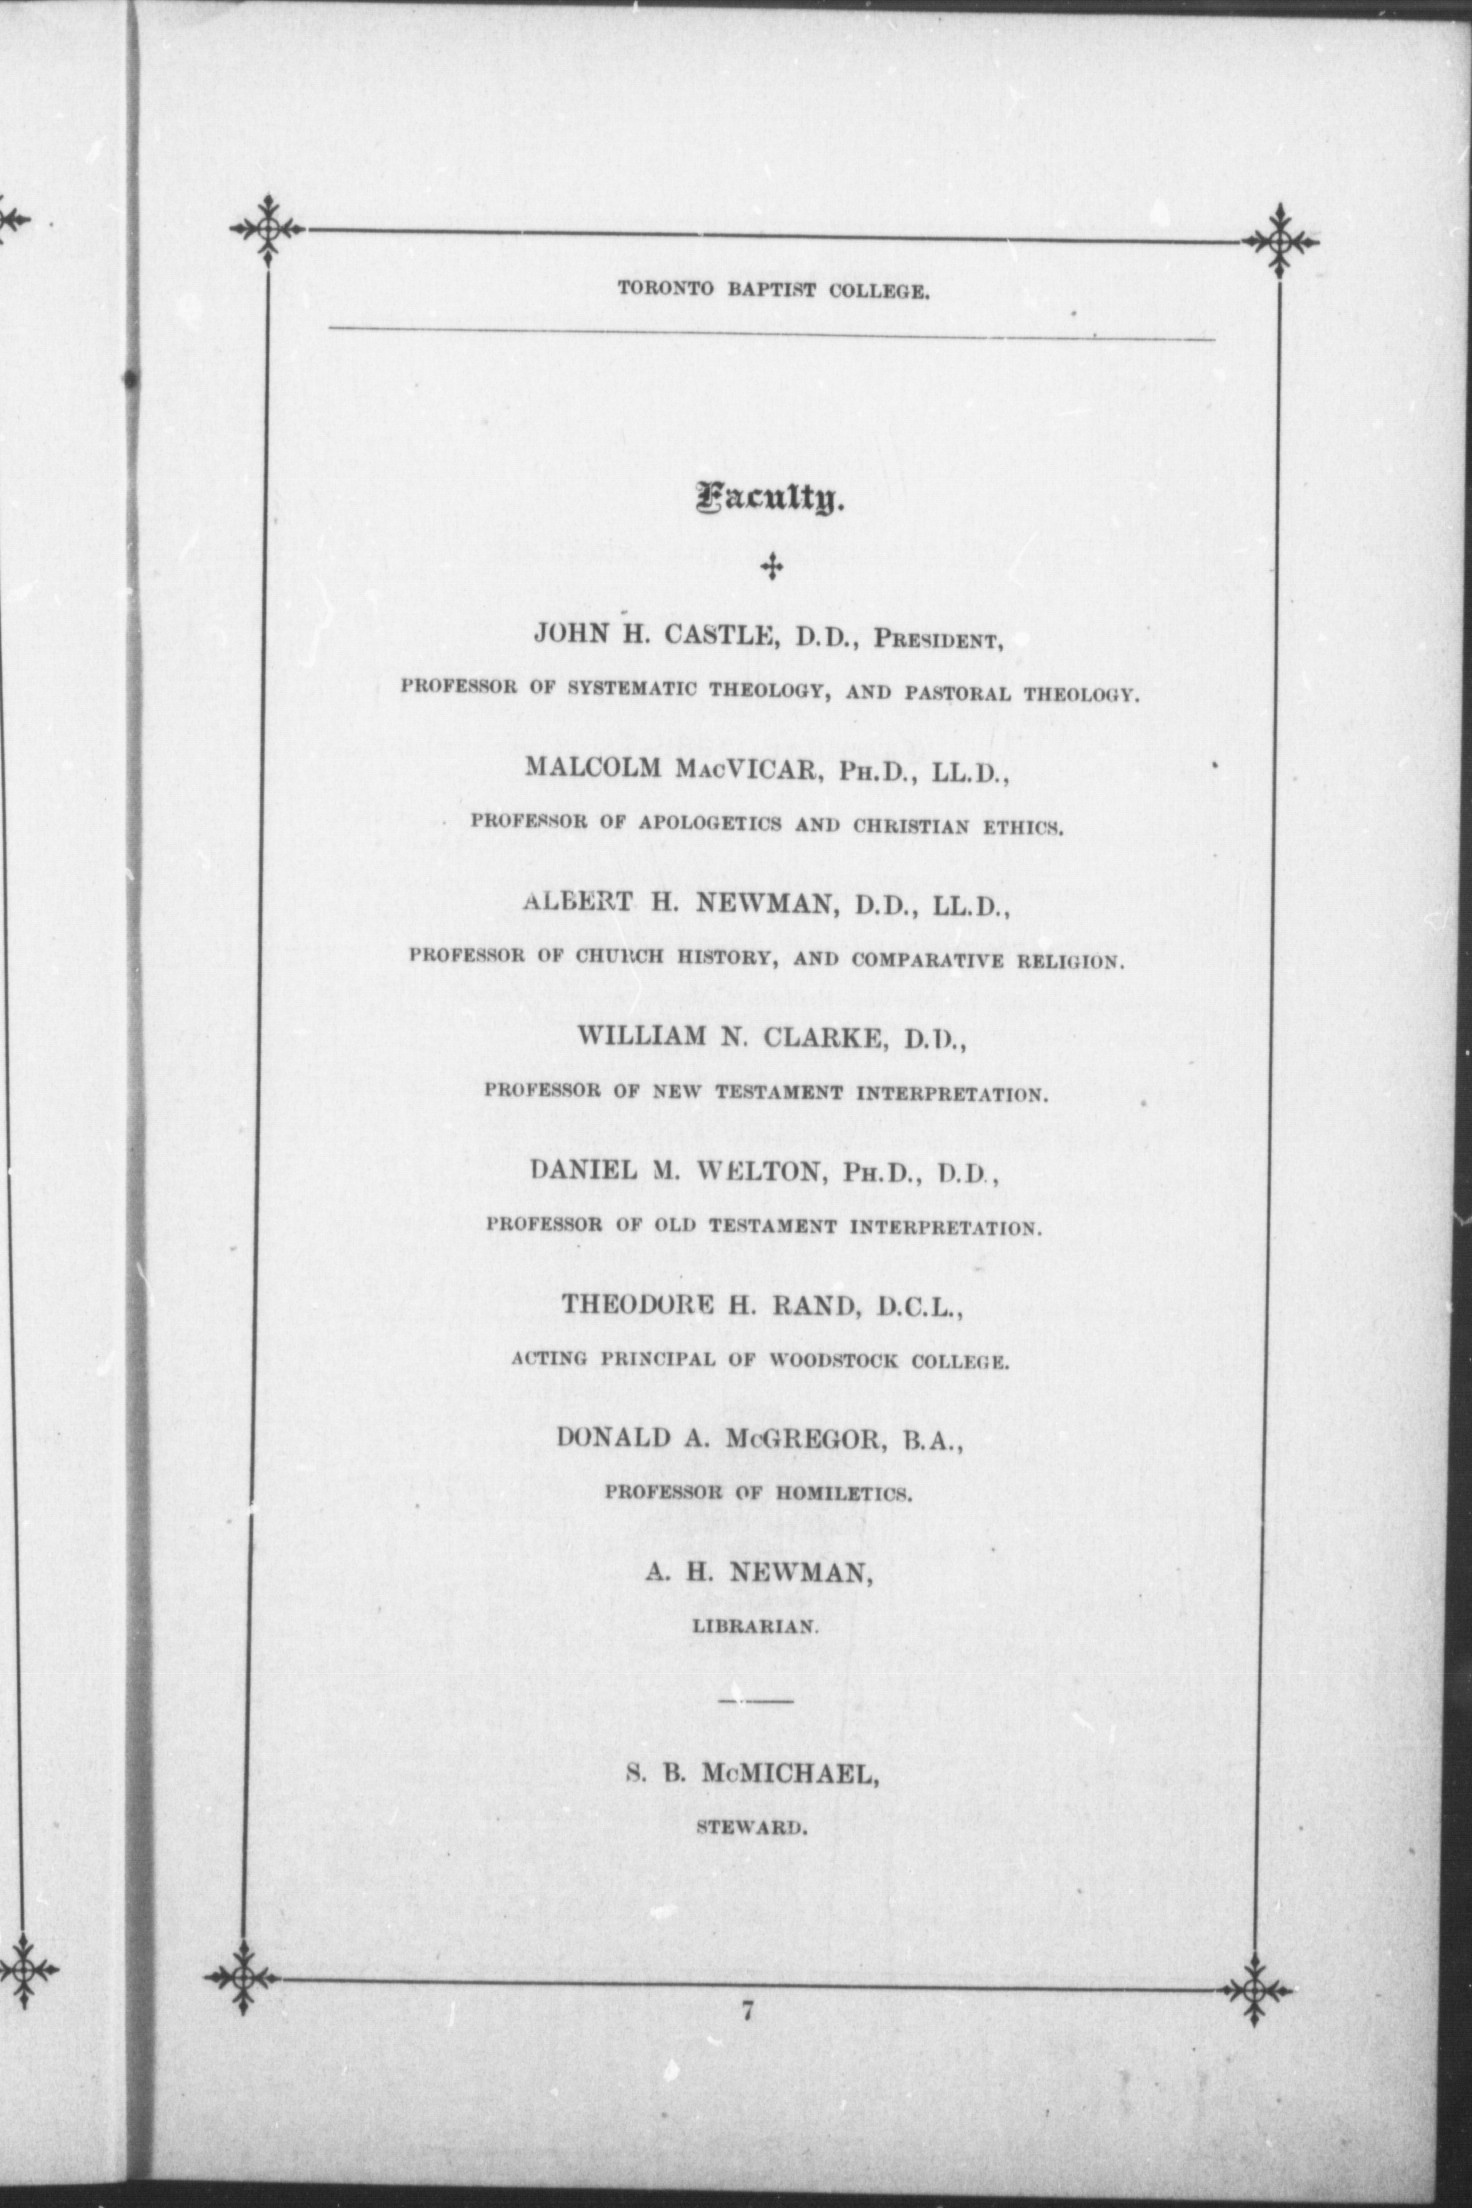 TORONTO BAPTIST COLLEGE.
Faculty.
JOHN H. CASTLE, D.D., PRESIDENT,
PROFESSOR OF SYSTEMATIC THEOLOGY, AND PASTORAL THEOLOGY.
MALCOLM MACVICAR, PH.D., LL.D.,
PROFESSOR OF APOLOGETICS AND CHRISTIAN ETHICS.
ALBERT H. NEWMAN, D.D., LL.D.,
PROFESSOR OF CHURCH HISTORY, AND COMPARATIVE RELIGION.
WILLIAM N. CLARKE, D.D.,
PROFESSOR OF NEW TESTAMENT INTERPRETATION.
DANIEL M. WELTON, PH.D., D.D.,
PROFESSOR OF OLD TESTAMENT INTERPRETATION.
THEODORE H. RAND, D.C.L.,
ACTING PRINCIPAL OF WOODSTOCK COLLEGE.
DONALD A. McGREGOR, B.A.,
PROFESSOR OF HOMILETICS.
A. H. NEWMAN,
LIBRARIAN.
S. B. McMICHAEL,
STEWARD.
7